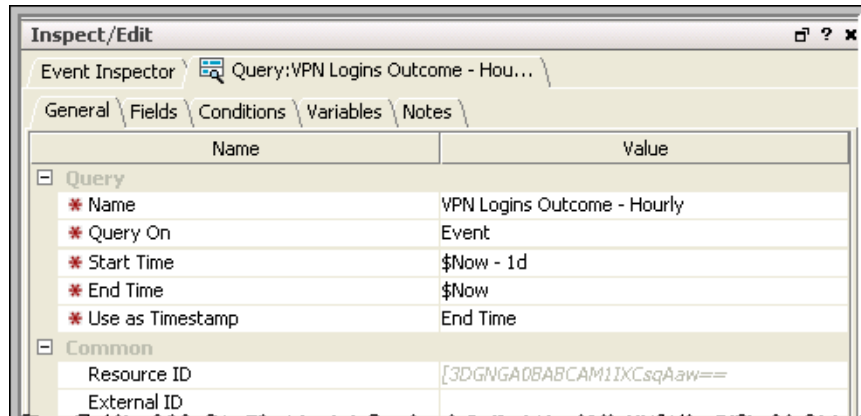 Inspect/Edit
Event Inspector Query:VPN Logins Outcome - Hou...
General Fields Conditions Variables Notes
Name Value
Query
* Name VPN Logins Outcome - Hourly
* Query On Event
* Start Time $Now - 1d
* End Time $Now
* Use as Timestamp End Time
Common
Resource ID
External ID